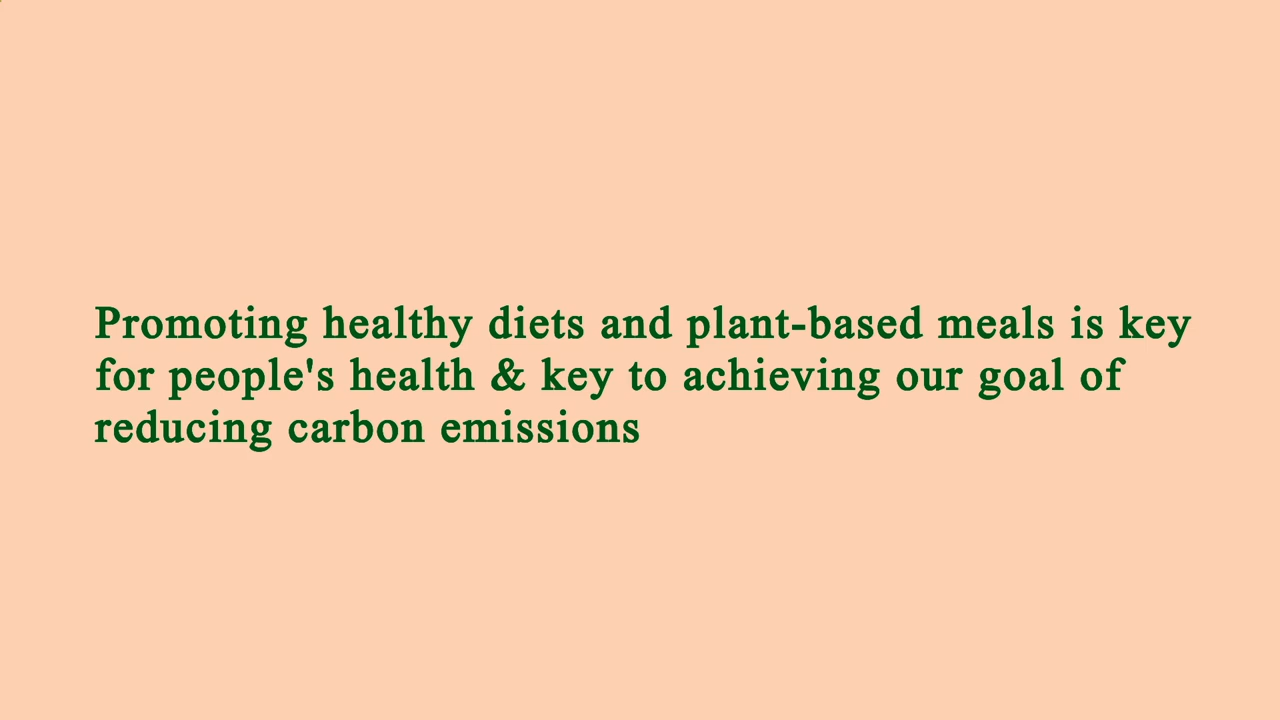 Promoting healthy diets and plant-based meals is key
for people's health & key to achieving our goal of
reducing carbon emissions